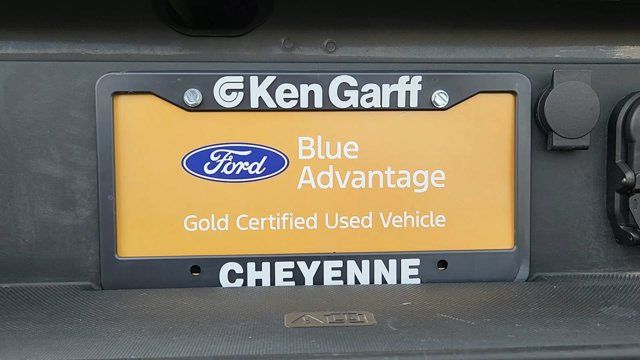 Ken Garff
Ford
Blue
Advantage
Gold Certified Used Vehicle
CHEYENNE